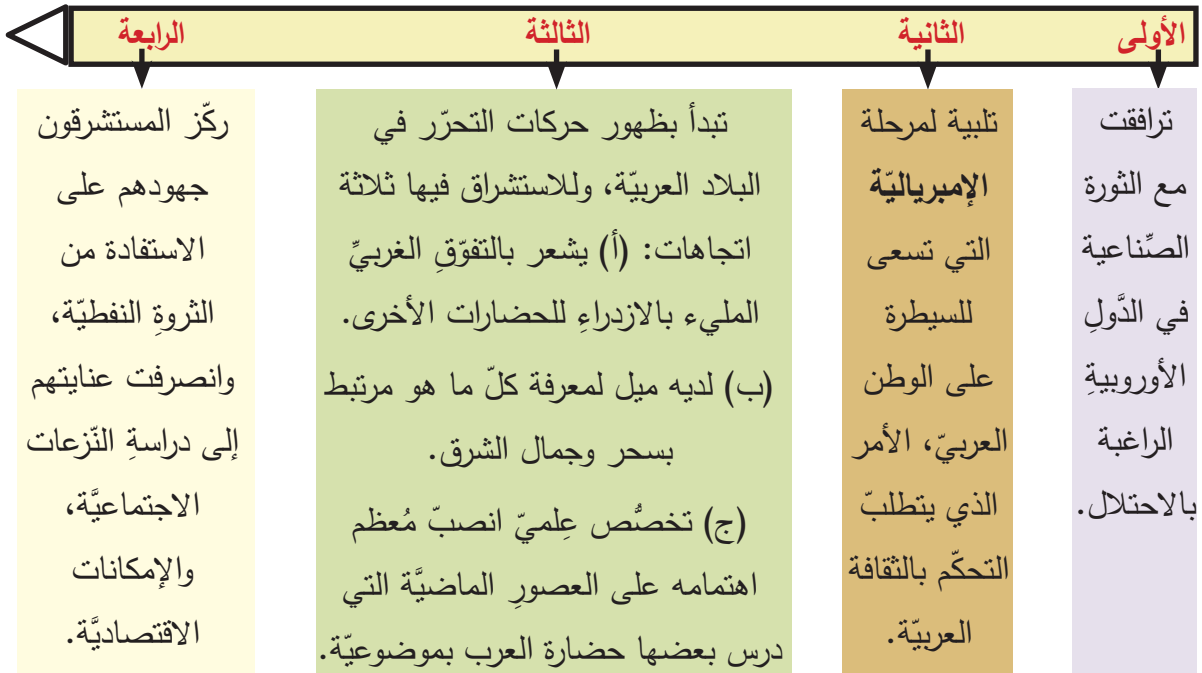 الأولى
الثانية
الثالثة
الرابعة
ترافقت
مع الثورة
الصِّناعية
في الدَّولِ
الأوروبيةِ
الراغبة
بالاحتلال.
تلبية لمرحلة
الإمبرياليّة
التي تسعى
للسيطرة
على الوطن
العربيّ، الأمر
الذي يتطلبّ
التحكّم بالثقافة
العربيّة.
تبدأ بظهور حركات التحرّر في
البلاد العربيّة، وللاستشراق فيها ثلاثة
اتجاهات: (أ) يشعر بالتفوّقِ الغربيِّ
المليء بالازدراءِ للحضارات الأخرى.
(ب) لديه ميل لمعرفة كلّ ما هو مرتبط
بسحر وجمال الشرق.
(ج) تخصُّص عِلميّ انصبّ مُعظم
اهتمامه على العصورِ الماضيَّة التي
درس بعضها حضارة العرب بموضوعيّة.
ركّز المستشرقون
جهودهم على
الاستفادة من
الثروةِ النفطيّة،
وانصرفت عنايتهم
إلى دراسةِ النّزعات
الاجتماعيَّة،
والإمكانات
الاقتصاديَّة.